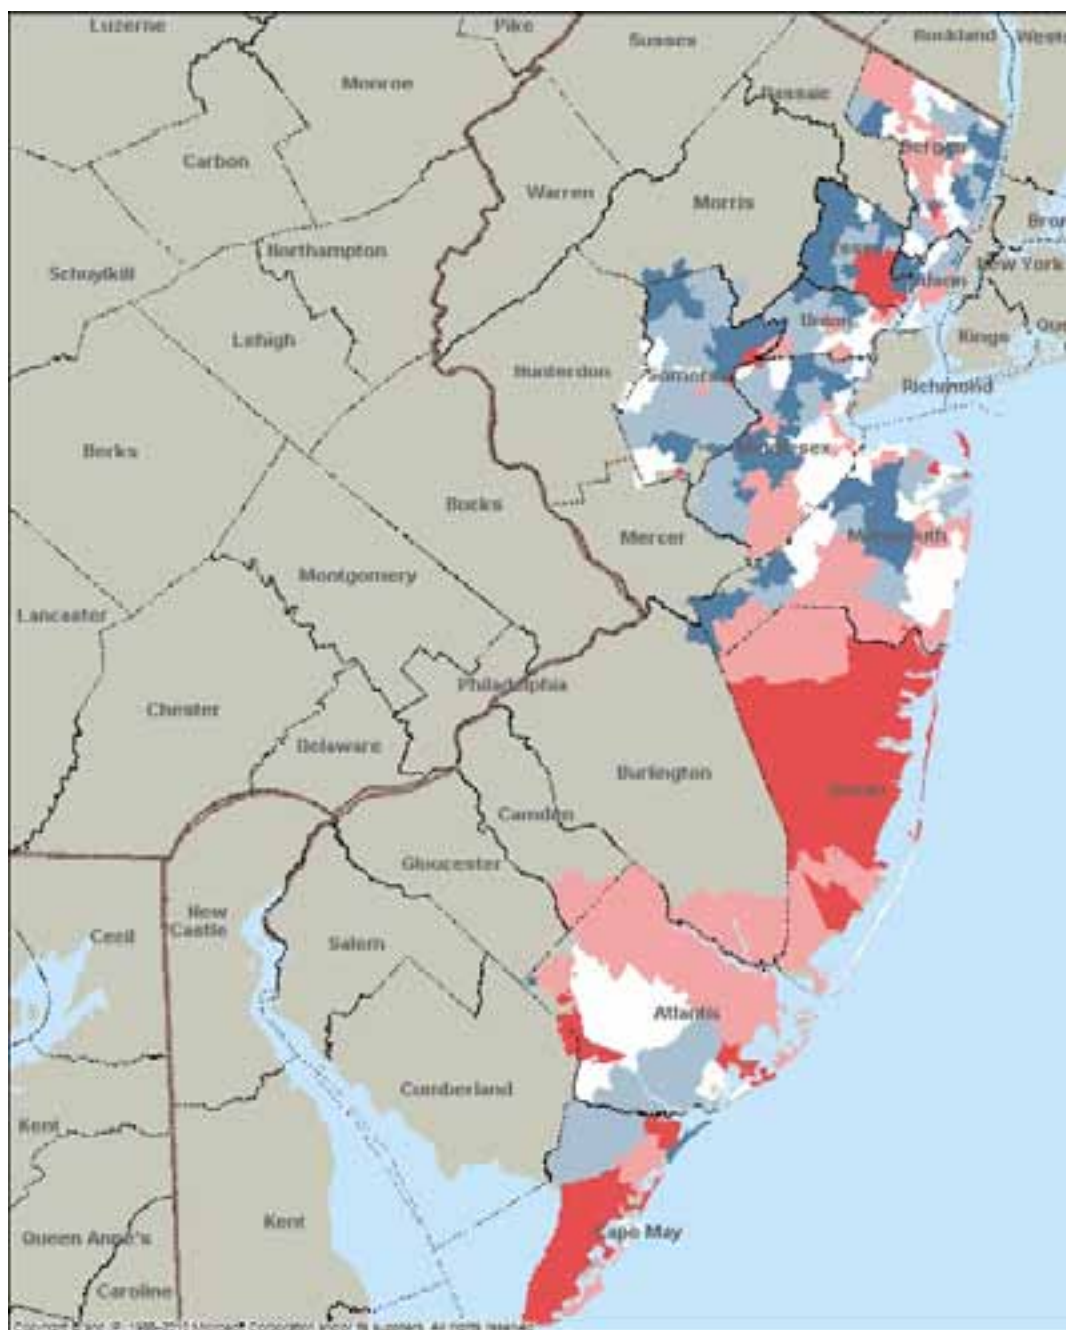 Luzerne
Pike
Sussex
Rockland
Monroe
Passaic
Carbon
Bergen
Warren
Morris
Northampton
Essex
New York
Schuylkill
Hudson
Lehigh
Union
Kings
Hunterdon
Somerset
Richmond
Berks
Middlesex
Bucks
Mercer
Monmouth
Montgomery
Lancaster
Philadelphia
Chester
Delaware
Burlington
Ocean
Camden
Gloucester
New
Castle
Cecil
Salem
Atlantic
Cumberland
Kent
Kent
Cape May
Queen Anne's
Caroline